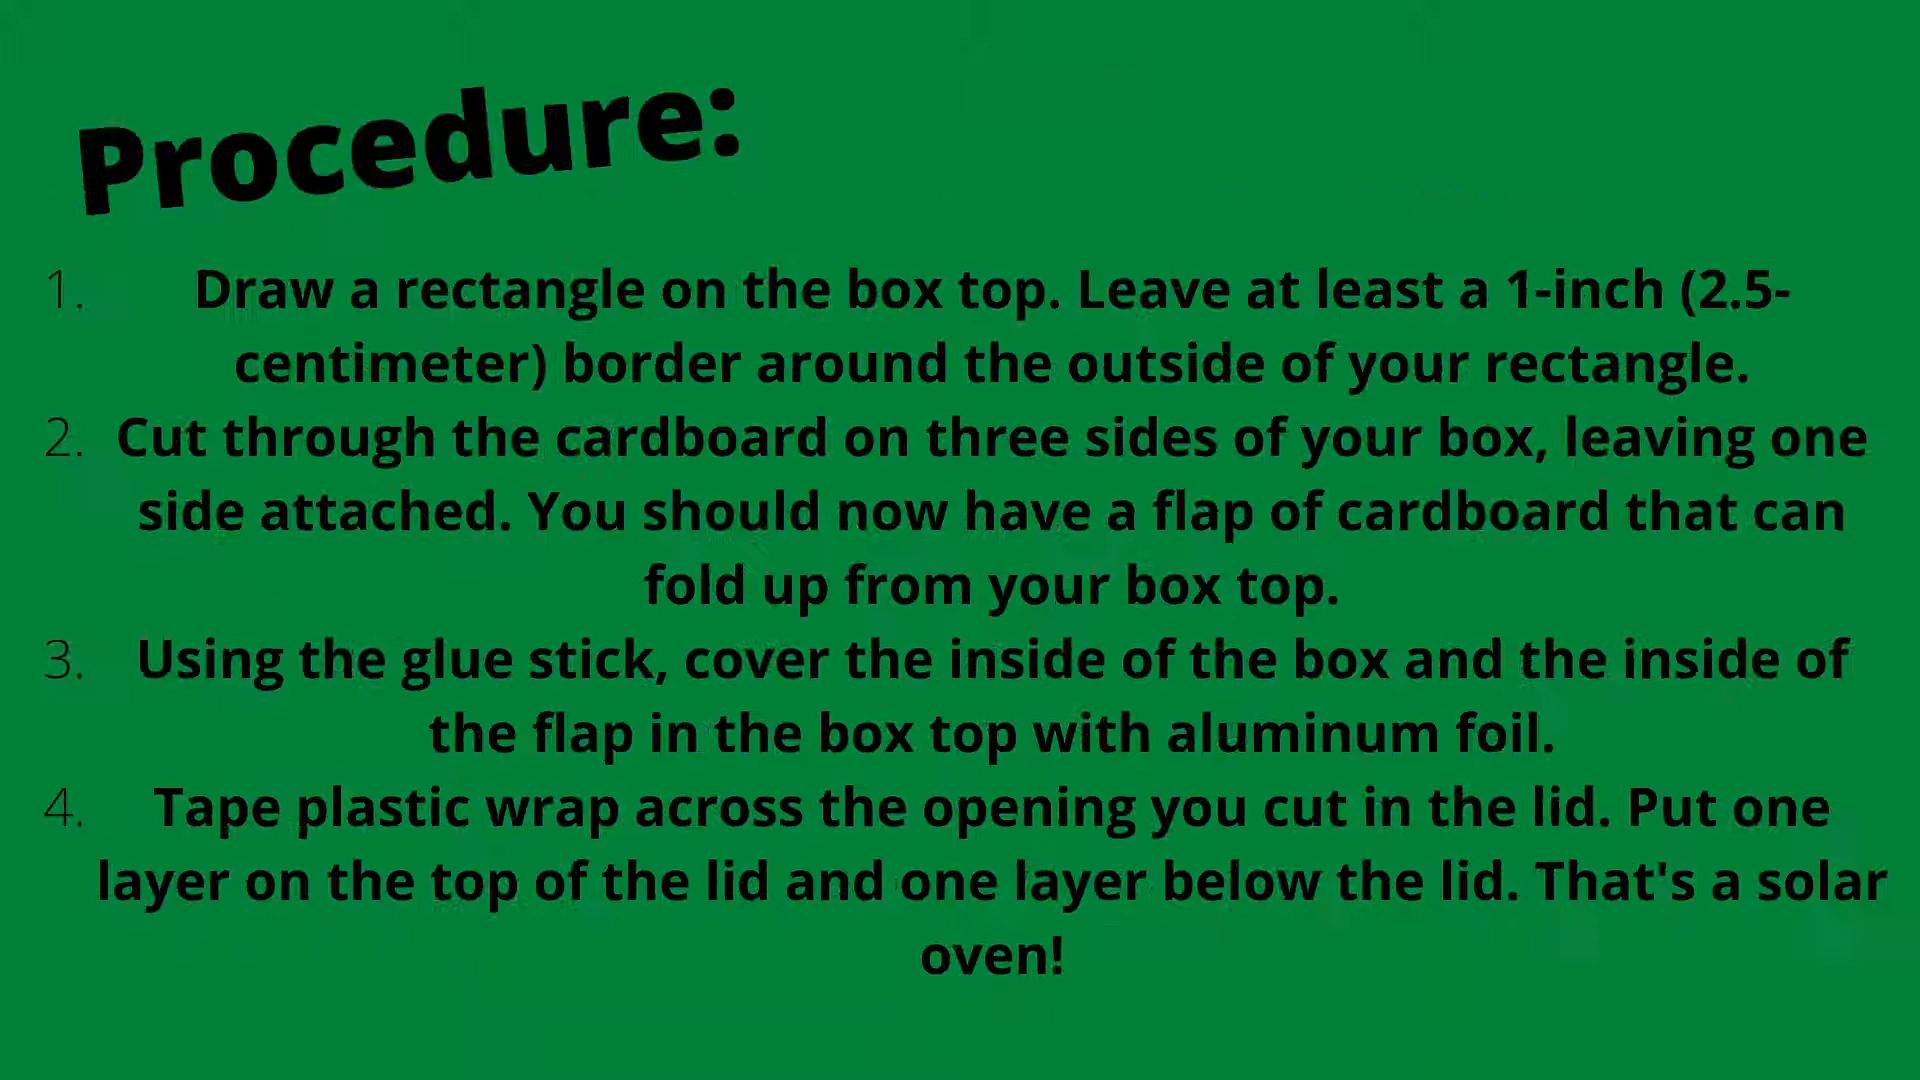 Procedure:
1. Draw a rectangle on the box top. Leave at least a 1-inch (2.5-
centimeter) border around the outside of your rectangle.
2. Cut through the cardboard on three sides of your box, leaving one
side attached. You should now have a flap of cardboard that can
fold up from your box top.
3. Using the glue stick, cover the inside of the box and the inside of
the flap in the box top with aluminum foil.
4. Tape plastic wrap across the opening you cut in the lid. Put one
layer on the top of the lid and one layer below the lid. That's a solar
oven!